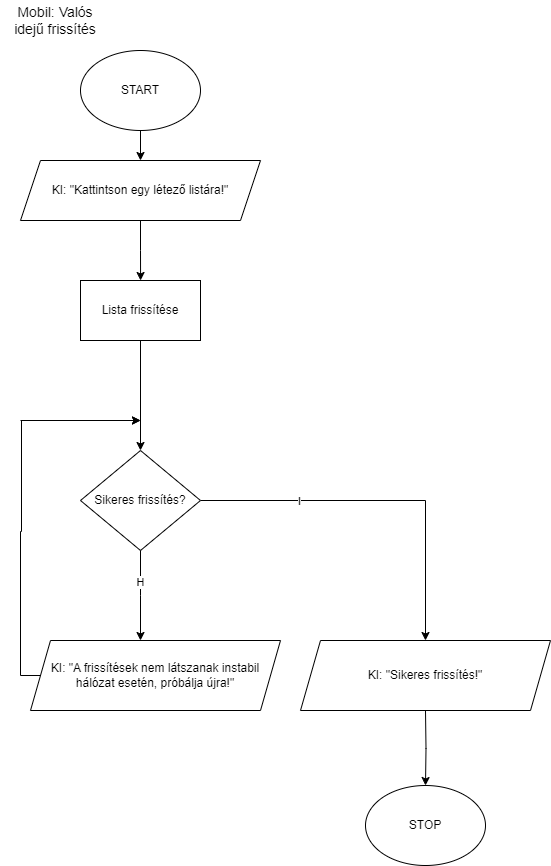 Mobil: Valós
idejű frissítés
START
KI: "Kattintson egy létező listára!"
Lista frissítése
Sikeres frissítés?
I
H
KI: "A frissítések nem látszanak instabil
hálózat esetén, próbálja újra!"
KI: "Sikeres frissítés!"
STOP